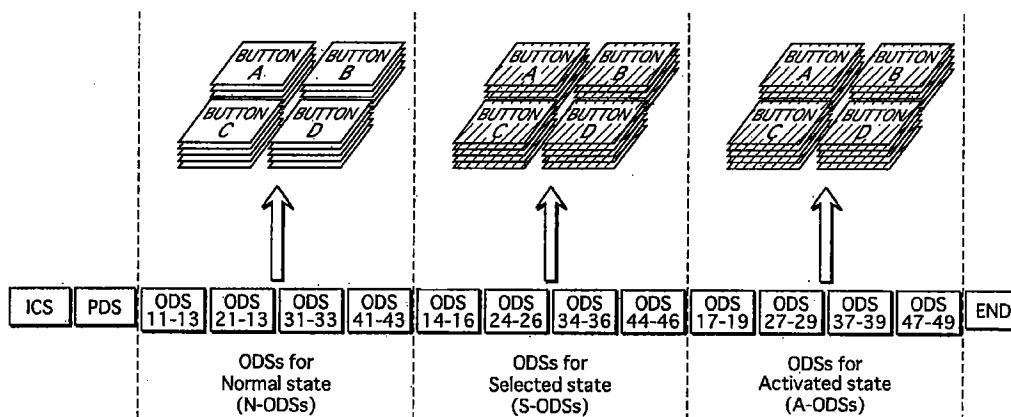 BUTTON
A
BUTTON
B
BUTTON
C
BUTTON
D
BUTTON
A
BUTTON
B
BUTTON
C
BUTTON
D
BUTTON
A
BUTTON
B
BUTTON
C
BUTTON
D
ICS
PDS
ODS
11-13
ODS
21-13
ODS
31-33
ODS
41-43
ODS
14-16
ODS
24-26
ODS
34-36
ODS
44-46
ODS
17-19
ODS
27-29
ODS
37-39
ODS
47-49
END
ODSs for
Normal state
(N-ODSs)
ODSs for
Selected state
(S-ODSs)
ODSs for
Activated state
(A-ODSs)